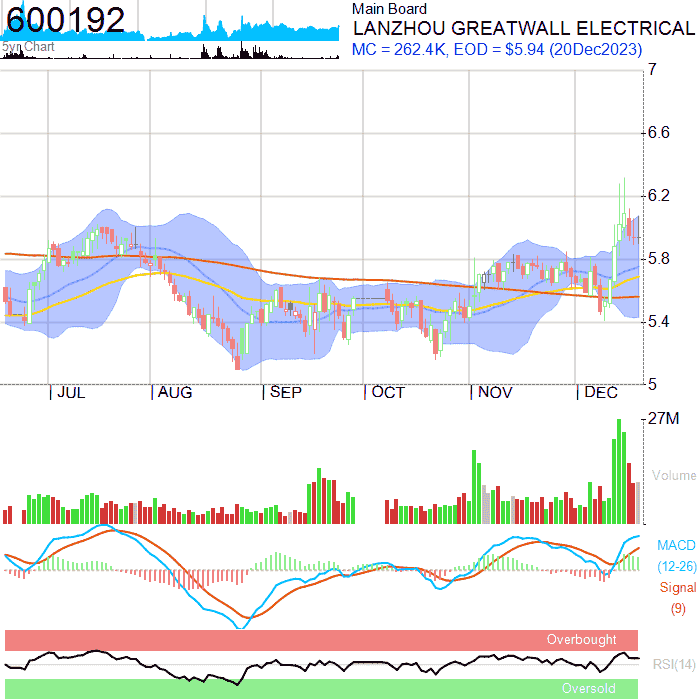 600192
5yr Chart
Main Board
LANZHOU GREATWALL ELECTRICAL
MC = 262.4K, EOD = $5.94 (20Dec2023)
7
6.6
6.2
5.8
5.4
5
JUL AUG SEP OCT NOV DEC
27M
Volume
MACD
(12-26)
Signal
(9)
Overbought
RSI(14)
Oversold